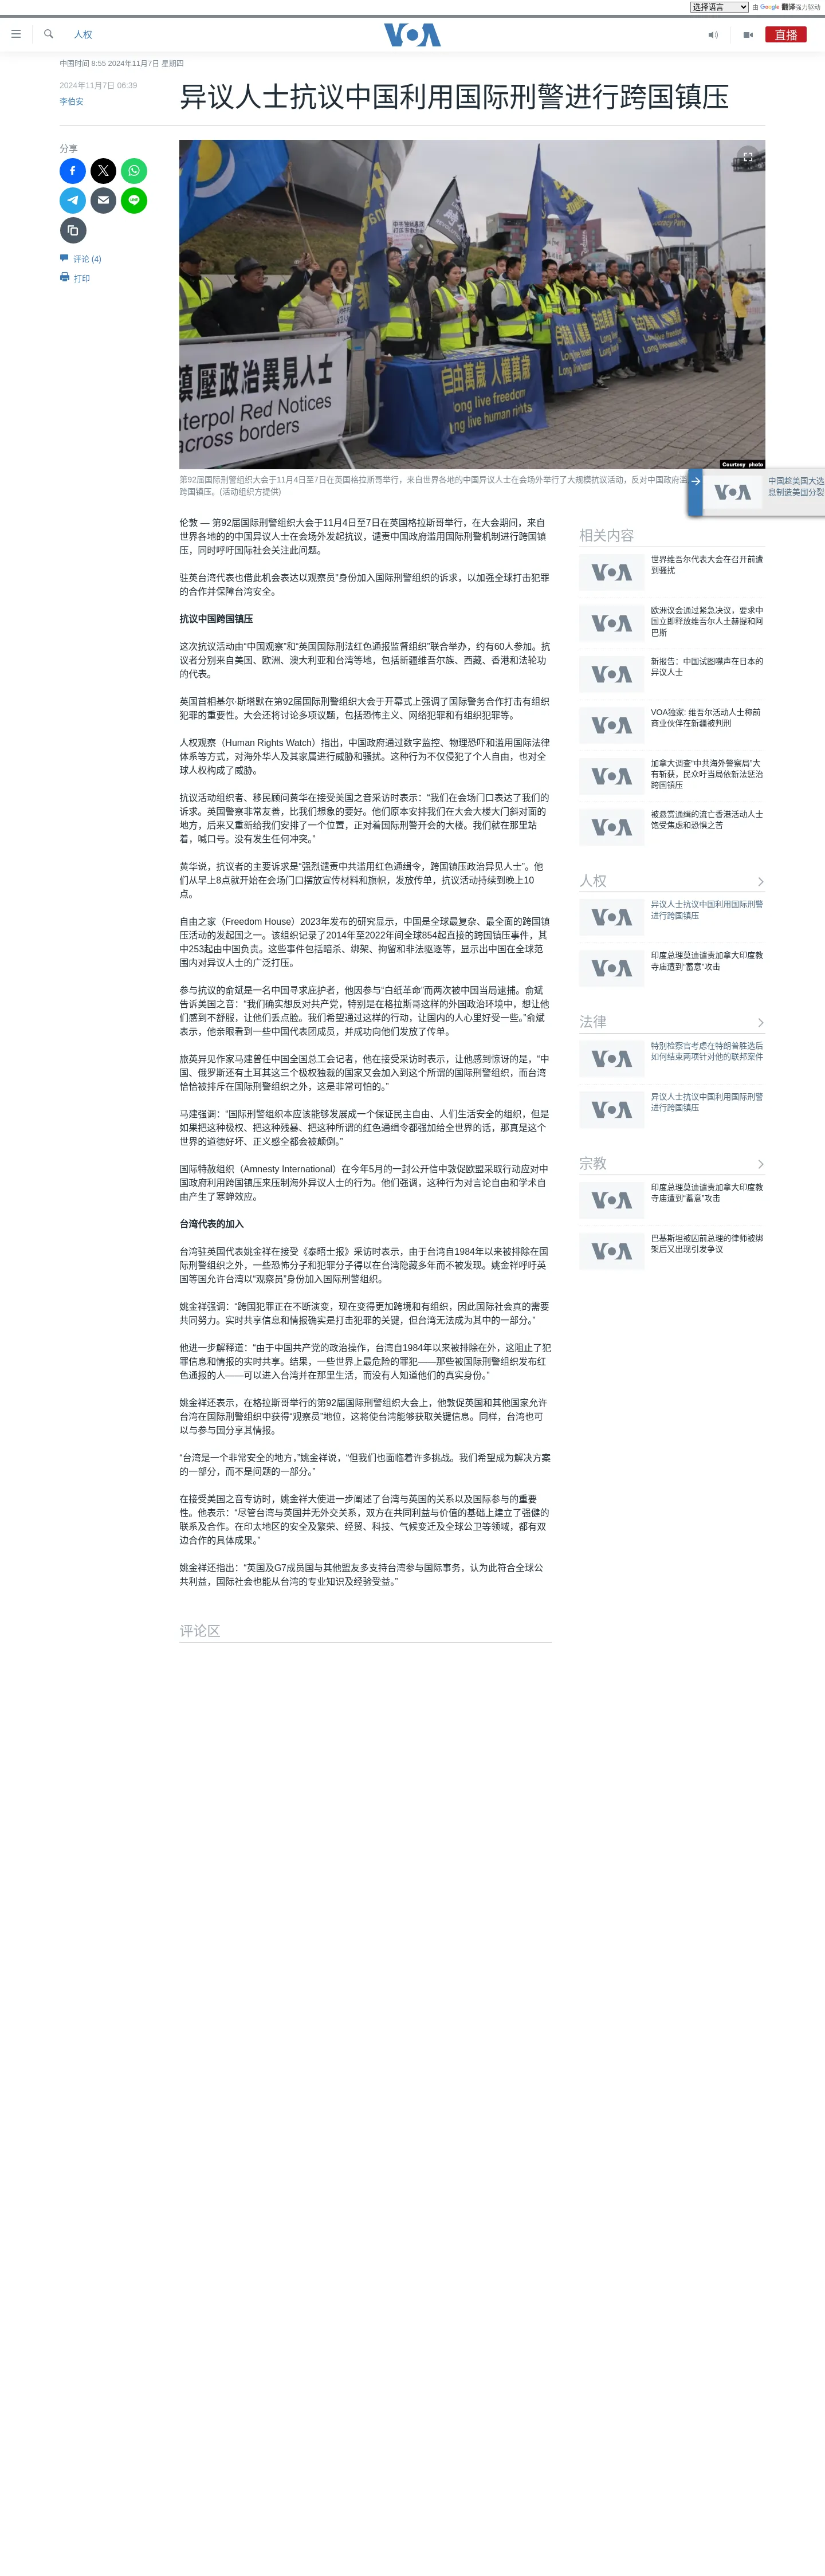 选择语言
由 Google 翻译强力驱动
人权
VOA
直播
中国时间 8:55 2024年11月7日 星期四
2024年11月7日 06:39
李伯安
异议人士抗议中国利用国际刑警进行跨国镇压
分享
评论 (4)
打印
鎮壓政治異見人士
Interpol Red Notices
across borders
自由萬歲 人權萬歲
Long live freedom
long live human rights
Courtesy photo
第92届国际刑警组织大会于11月4日至7日在英国格拉斯哥举行，来自世界各地的中国异议人士在会场外举行了大规模抗议活动，反对中国政府滥
跨国镇压。(活动组织方提供)
VOA
中国趁美国大选
息制造美国分裂
伦敦 — 第92届国际刑警组织大会于11月4日至7日在英国格拉斯哥举行，在大会期间，来自
世界各地的的中国异议人士在会场外发起抗议，谴责中国政府滥用国际刑警机制进行跨国镇
压，同时呼吁国际社会关注此问题。
驻英台湾代表也借此机会表达以观察员”身份加入国际刑警组织的诉求，以加强全球打击犯罪
的合作并保障台湾安全。
抗议中国跨国镇压
这次抗议活动由“中国观察”和“英国国际刑法红色通报监督组织”联合举办，约有60人参加。抗
议者分别来自美国、欧洲、澳大利亚和台湾等地，包括新疆维吾尔族、西藏、香港和法轮功
的代表。
英国首相基尔·斯塔默在第92届国际刑警组织大会于开幕式上强调了国际警务合作打击有组织
犯罪的重要性。大会还将讨论多项议题，包括恐怖主义、网络犯罪和有组织犯罪等。
人权观察（Human Rights Watch）指出，中国政府通过数字监控、物理恐吓和滥用国际法律
体系等方式，对海外华人及其家属进行威胁和骚扰。这种行为不仅侵犯了个人自由，也对全
球人权构成了威胁。
抗议活动组织者、移民顾问黄华在接受美国之音采访时表示：“我们在会场门口表达了我们的
诉求。英国警察非常友善，比我们想象的要好。他们原本安排我们在大会大楼大门斜对面的
地方，后来又重新给我们安排了一个位置，正对着国际刑警开会的大楼。我们就在那里站
着，喊口号。没有发生任何冲突。”
黄华说，抗议者的主要诉求是“强烈谴责中共滥用红色通缉令，跨国镇压政治异见人士”。他
们从早上8点就开始在会场门口摆放宣传材料和旗帜，发放传单，抗议活动持续到晚上10
点。
自由之家（Freedom House）2023年发布的研究显示，中国是全球最复杂、最全面的跨国镇
压活动的发起国之一。该组织记录了2014年至2022年间全球854起直接的跨国镇压事件，其
中253起由中国负责。这些事件包括暗杀、绑架、拘留和非法驱逐等，显示出中国在全球范
围内对异议人士的广泛打压。
参与抗议的俞斌是一名中国寻求庇护者，他因参与“白纸革命”而两次被中国当局逮捕。俞斌
告诉美国之音：“我们确实想反对共产党，特别是在格拉斯哥这样的外国政治环境中，想让他
们感到不舒服，让他们丢点脸。我们希望通过这样的行动，让国内的人心里好受一些。”俞斌
表示，他亲眼看到一些中国代表团成员，并成功向他们发放了传单。
旅英异见作家马建曾任中国全国总工会记者，他在接受采访时表示，让他感到惊讶的是，“中
国、俄罗斯还有土耳其这三个极权独裁的国家又会加入到这个所谓的国际刑警组织，而台湾
恰恰被排斥在国际刑警组织之外，这是非常可怕的。”
马建强调：“国际刑警组织本应该能够发展成一个保证民主自由、人们生活安全的组织，但是
如果把这种极权、把这种残暴、把这种所谓的红色通缉令都强加给全世界的话，那真是这个
世界的道德好坏、正义感全都会被颠倒。”
国际特赦组织（Amnesty International）在今年5月的一封公开信中敦促欧盟采取行动应对中
国政府利用跨国镇压来压制海外异议人士的行为。他们强调，这种行为对言论自由和学术自
由产生了寒蝉效应。
台湾代表的加入
台湾驻英国代表姚金祥在接受《泰晤士报》采访时表示，由于台湾自1984年以来被排除在国
际刑警组织之外，一些恐怖分子和犯罪分子得以在台湾隐藏多年而不被发现。姚金祥呼吁英
国等国允许台湾以“观察员”身份加入国际刑警组织。
姚金祥强调：“跨国犯罪正在不断演变，现在变得更加跨境和有组织，因此国际社会真的需要
共同努力。实时共享信息和情报确实是打击犯罪的关键，但台湾无法成为其中的一部分。”
他进一步解释道：“由于中国共产党的政治操作，台湾自1984年以来被排除在外，这阻止了犯
罪信息和情报的实时共享。结果，一些世界上最危险的罪犯——那些被国际刑警组织发布红
色通报的人——可以进入台湾并在那里生活，而没有人知道他们的真实身份。”
姚金祥还表示，在格拉斯哥举行的第92届国际刑警组织大会上，他敦促英国和其他国家允许
台湾在国际刑警组织中获得“观察员”地位，这将使台湾能够获取关键信息。同样，台湾也可
以与参与国分享其情报。
“台湾是一个非常安全的地方，”姚金祥说，“但我们也面临着许多挑战。我们希望成为解决方案
的一部分，而不是问题的一部分。”
在接受美国之音专访时，姚金祥大使进一步阐述了台湾与英国的关系以及国际参与的重要
性。他表示：“尽管台湾与英国并无外交关系，双方在共同利益与价值的基础上建立了强健的
联系及合作。在印太地区的安全及繁荣、经贸、科技、气候变迁及全球公卫等领域，都有双
边合作的具体成果。”
姚金祥还指出：“英国及G7成员国与其他盟友多支持台湾参与国际事务，认为此符合全球公
共利益，国际社会也能从台湾的专业知识及经验受益。”
评论区
相关内容
VOA
世界维吾尔代表大会在召开前遭
到骚扰
VOA
欧洲议会通过紧急决议，要求中
国立即释放维吾尔人土赫提和阿
巴斯
VOA
新报告：中国试图噤声在日本的
异议人士
VOA
VOA独家: 维吾尔活动人士称前
商业伙伴在新疆被判刑
VOA
加拿大调查“中共海外警察局”大
有斩获，民众吁当局依新法惩治
跨国镇压
VOA
被悬赏通缉的流亡香港活动人士
饱受焦虑和恐惧之苦
人权
VOA
异议人士抗议中国利用国际刑警
进行跨国镇压
VOA
印度总理莫迪谴责加拿大印度教
寺庙遭到“蓄意”攻击
法律
VOA
特别检察官考虑在特朗普胜选后
如何结束两项针对他的联邦案件
VOA
异议人士抗议中国利用国际刑警
进行跨国镇压
宗教
VOA
印度总理莫迪谴责加拿大印度教
寺庙遭到“蓄意”攻击
VOA
巴基斯坦被囚前总理的律师被绑
架后又出现引发争议